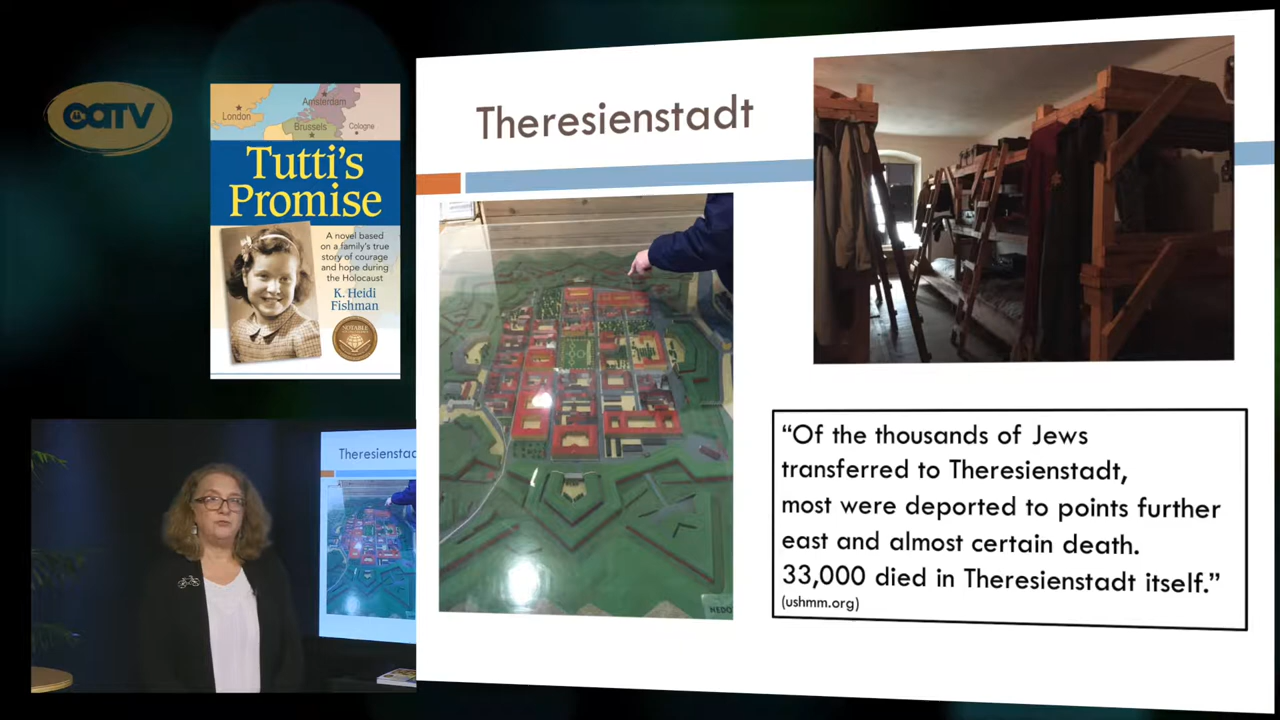 CATV
London
Amsterdam
Brussels
Cologne
Tutti's
Promise
A novel based
on a family's true
story of courage
and hope during
the Holocaust
K. Heidi
Fishman
NOTABLE
Theresienstadt
“Of the thousands of Jews
transferred to Theresienstadt,
most were deported to points further
east and almost certain death.
33,000 died in Theresienstadt itself.”
(ushmm.org)
Theresienstad